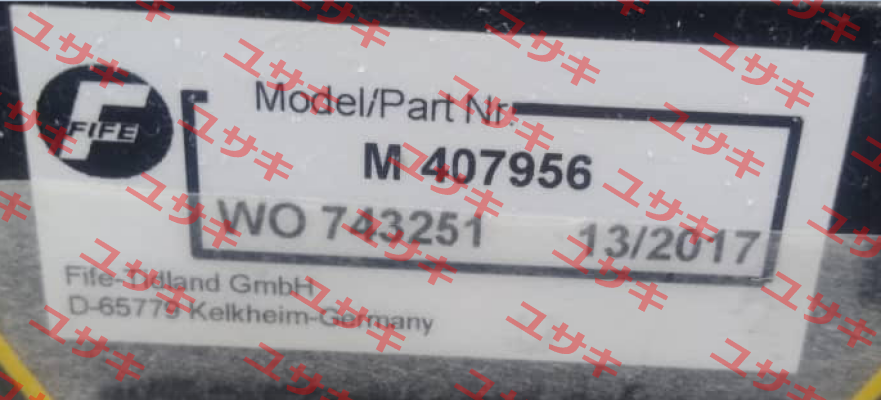 FIFE
Model/Part Nr.
M 407956
WO 743251 13/2017
Fife-Tidland GmbH
D-65779 Kelkheim-Germany
ユサキ